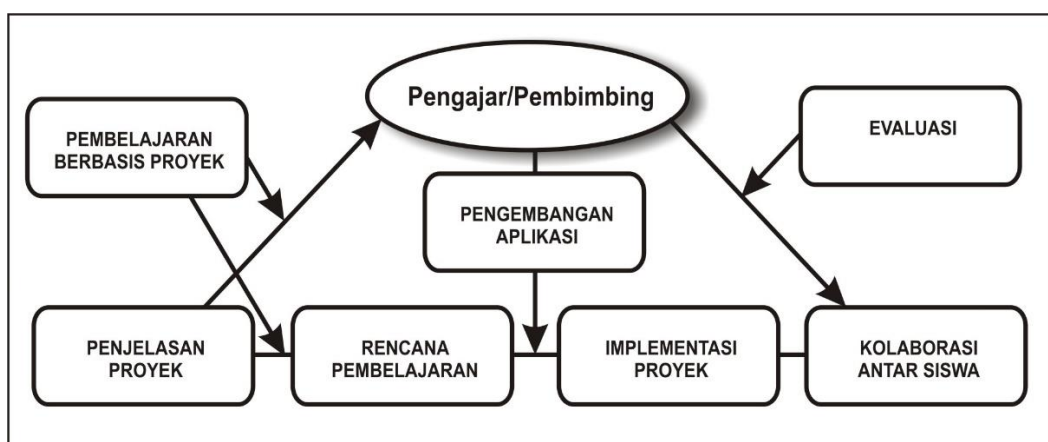 Pengajar/Pembimbing
PEMBELAJARAN
BERBASIS PROYEK
EVALUASI
PENGEMBANGAN
APLIKASI
PENJELASAN
PROYEK
RENCANA
PEMBELAJARAN
IMPLEMENTASI
PROYEK
KOLABORASI
ANTAR SISWA